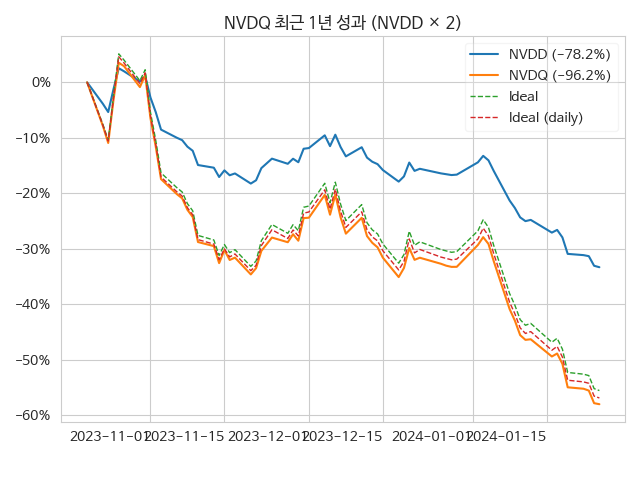 NVDQ 최근 1년 성과 (NVDD × 2)
NVDD (−78.2%)
NVDQ (−96.2%)
Ideal
Ideal (daily)
0%
−10%
−20%
−30%
−40%
−50%
−60%
2023−11−01
2023−11−15
2023−12−01
2023−12−15
2024−01−01
2024−01−15